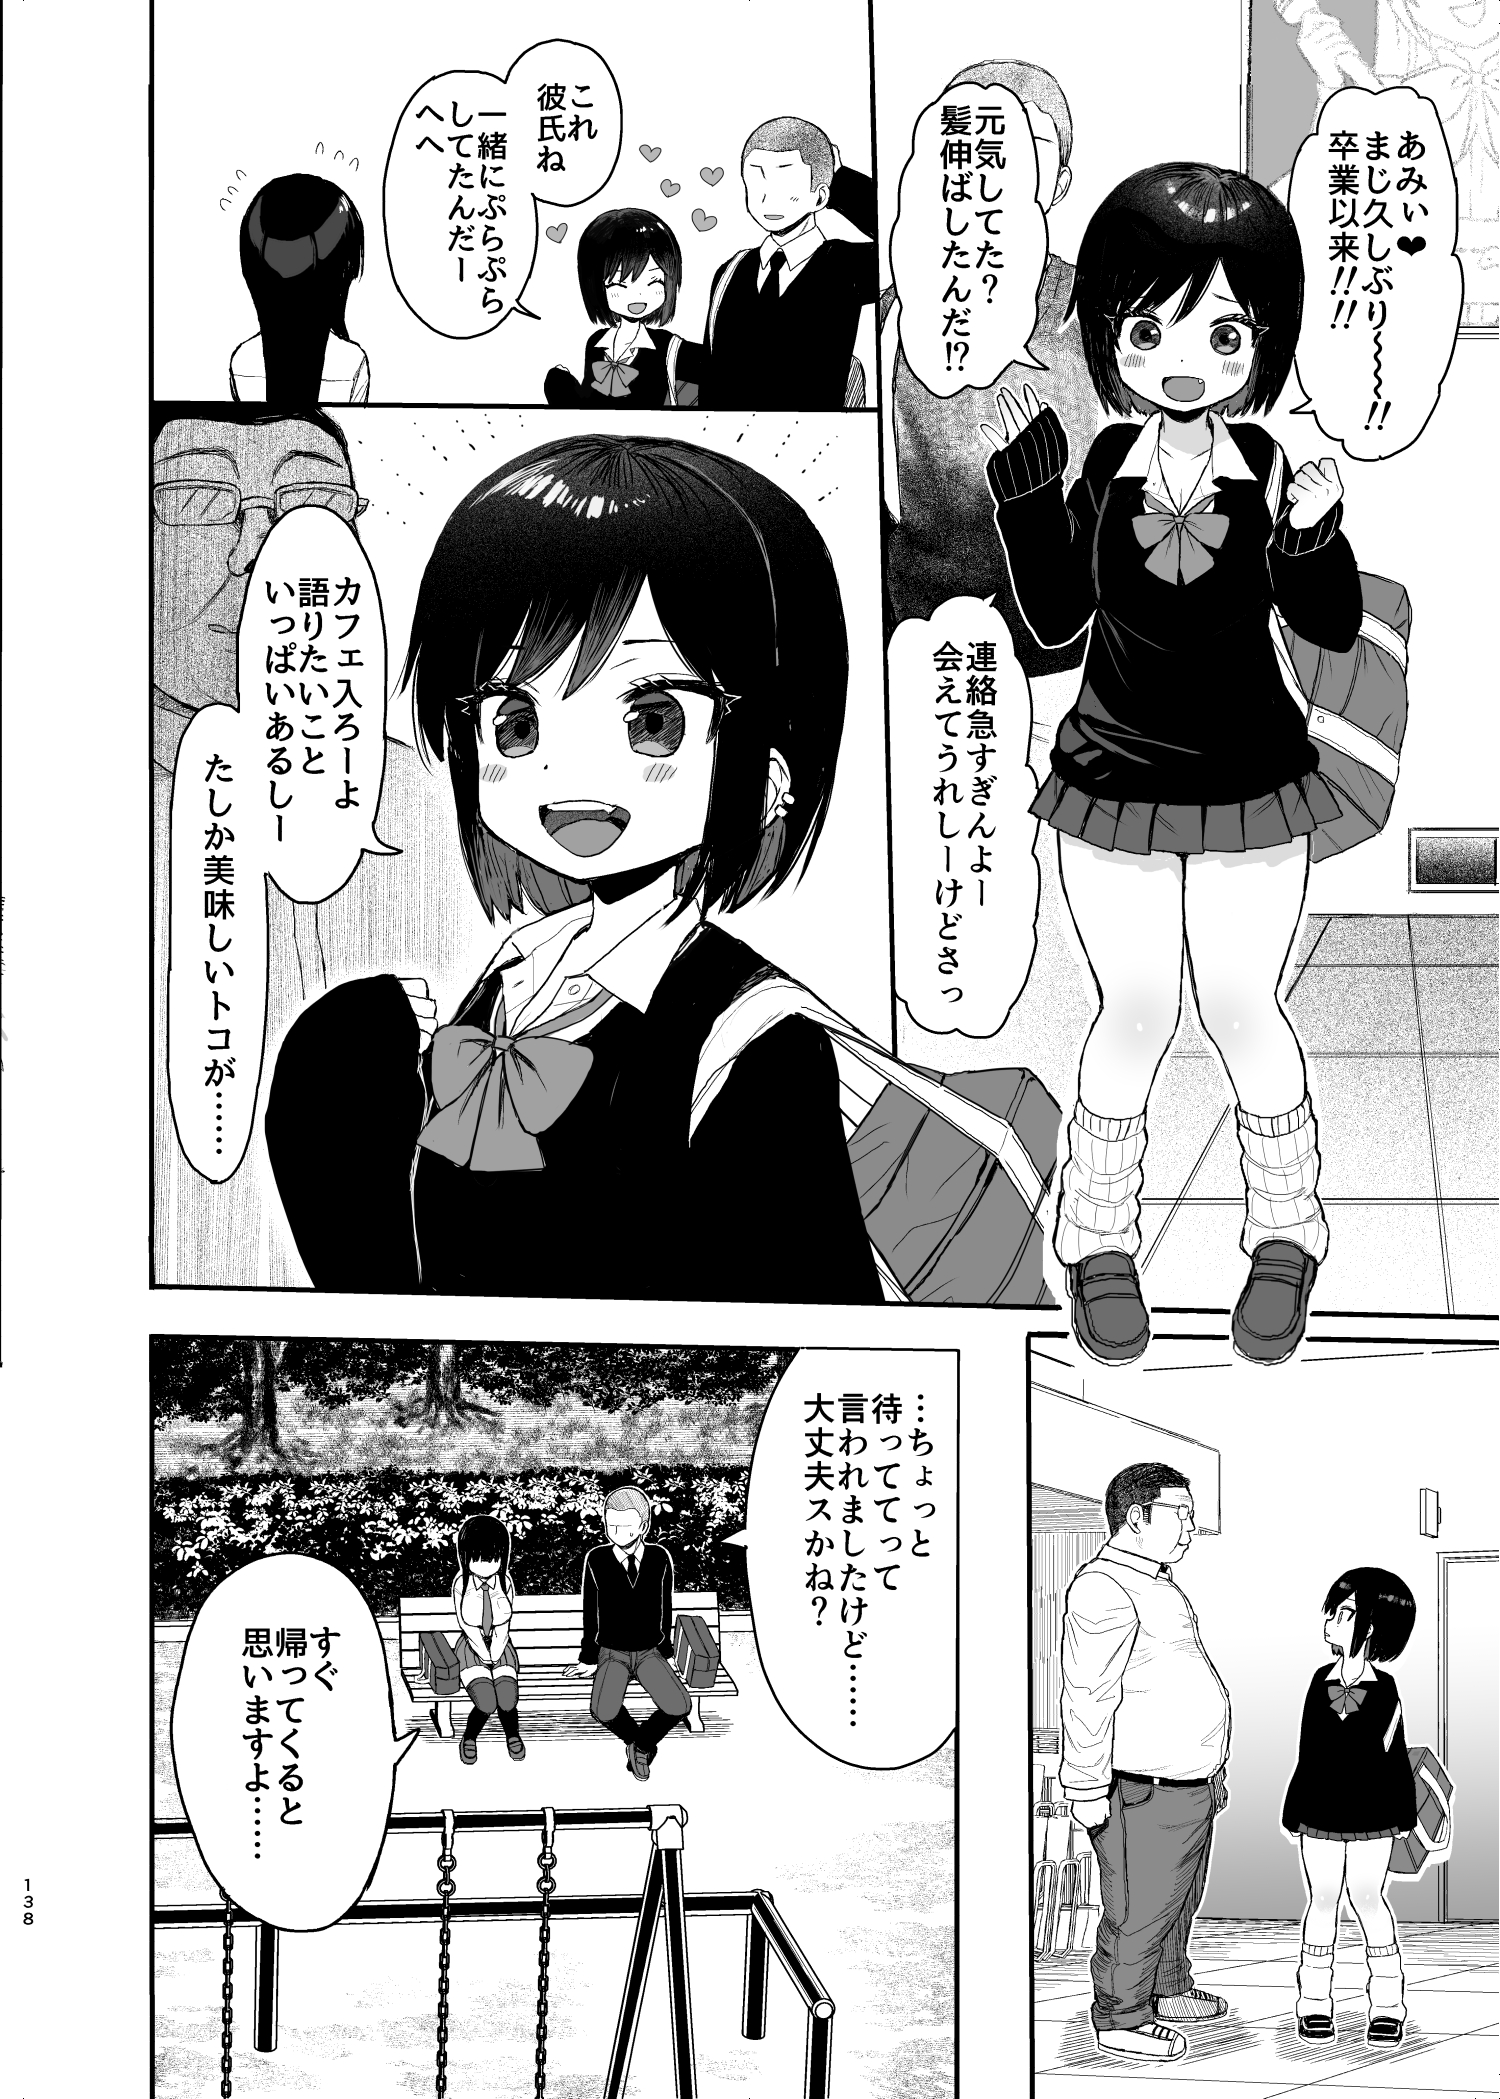 あみぃ❤
まじ久しぶり〜〜〜!!
卒業以来!!!!
元気してた？
髪伸ばしたんだ!?
連絡急すぎんよー
会えてうれしーけどさっ
これ
彼氏ね
一緒にぷらぷら
してたんだー
へへ
カフェ入ろーよ
語りたいこと
いっぱいあるしー
たしか美味しいトコが……
…ちょっと
待っててって
言われましたけど……
大丈夫スかね？
すぐ
帰ってくると
思いますよ……
138